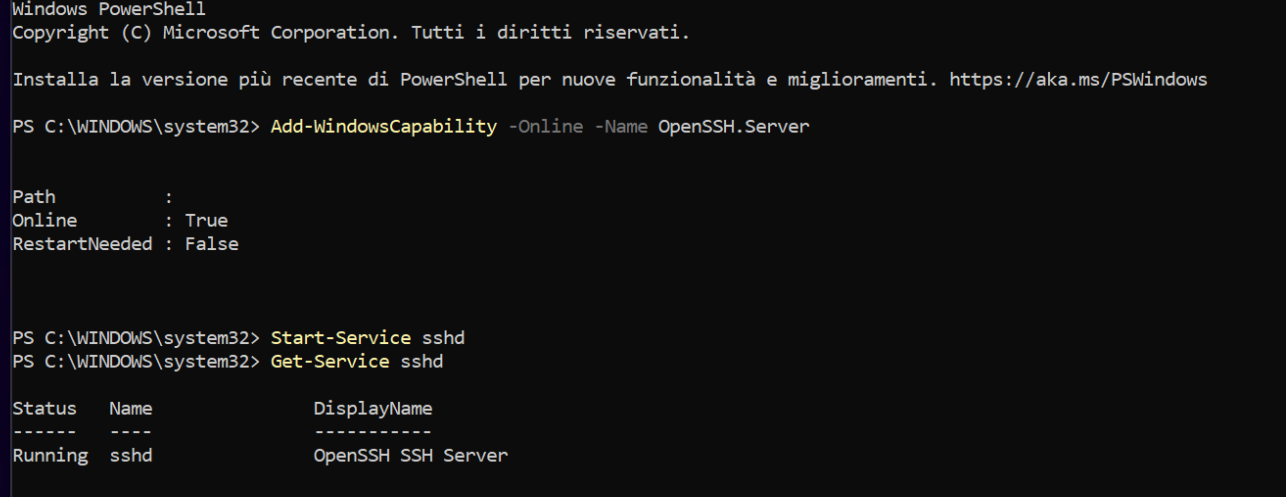 Windows PowerShell
Copyright (C) Microsoft Corporation. Tutti i diritti riservati.
Installa la versione più recente di PowerShell per nuove funzionalità e miglioramenti. https://aka.ms/PSWindows
PS C:\WINDOWS\system32> Add-WindowsCapability -Online -Name OpenSSH.Server
Path          :
Online        : True
RestartNeeded : False
PS C:\WINDOWS\system32> Start-Service sshd
PS C:\WINDOWS\system32> Get-Service sshd
Status   Name               DisplayName
------   ----               -----------
Running  sshd               OpenSSH SSH Server